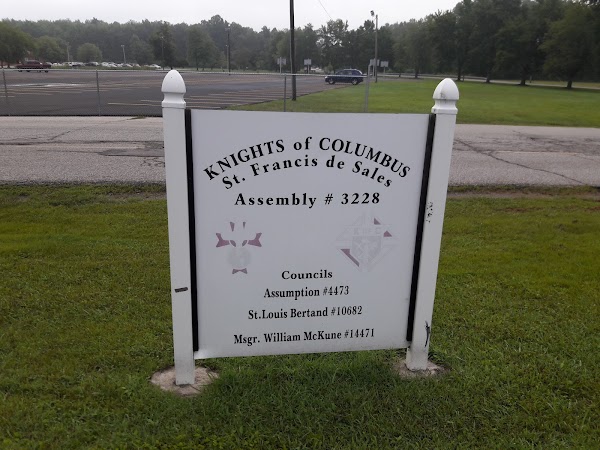 KNIGHTS of COLUMBUS
St. Francis de Sales
Assembly # 3228
Councils
Assumption #4473
St.Louis Bertand #10682
Msgr. William McKune #14471